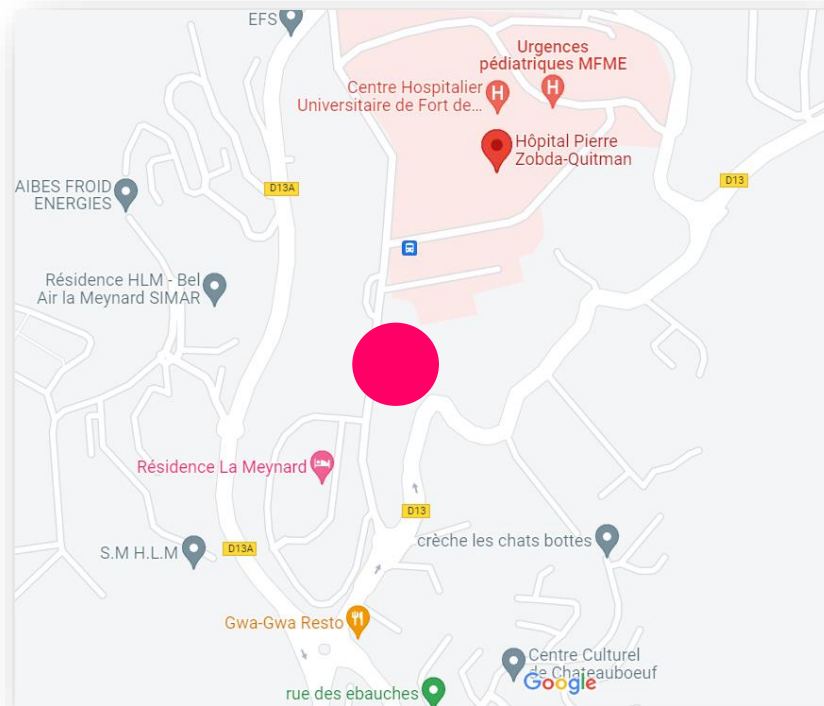 EFS
Urgences
pédiatriques MFME
Centre Hospitalier
Universitaire de Fort de...
Hôpital Pierre
Zobda-Quitman
D13
D13A
AIBES FROID
ENERGIES
Résidence HLM - Bel
Air la Meynard SIMAR
Résidence La Meynard
D13
crèche les chats bottes
S.M H.L.M
D13A
Gwa-Gwa Resto
Centre Culturel
de Chateauboeuf
Google
rue des ebauches